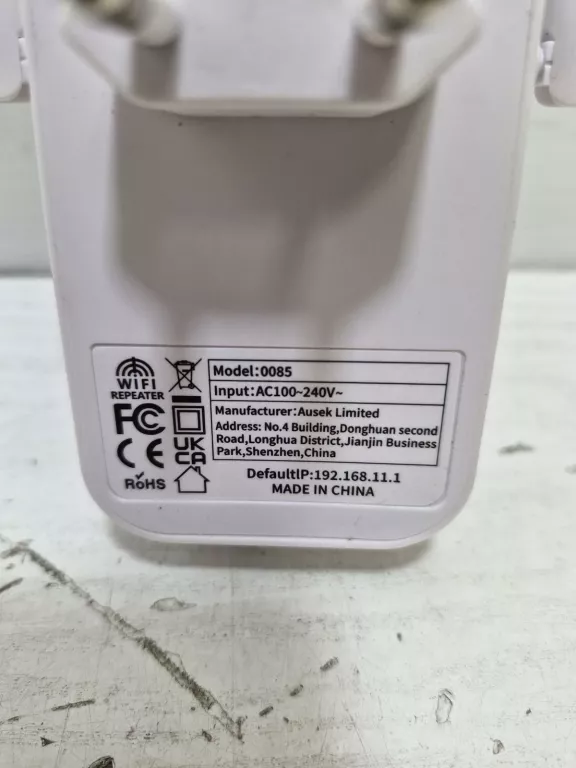 WIFI
REPEATER
FC
CE
UK
CA
RoHS
Model:0085
Input:AC100~240V~
Manufacturer:Ausek Limited
Address: No.4 Building,Donghuan second
Road,Longhua District,Jianjin Business
Park,Shenzhen,China
DefaultIP:192.168.11.1
MADE IN CHINA